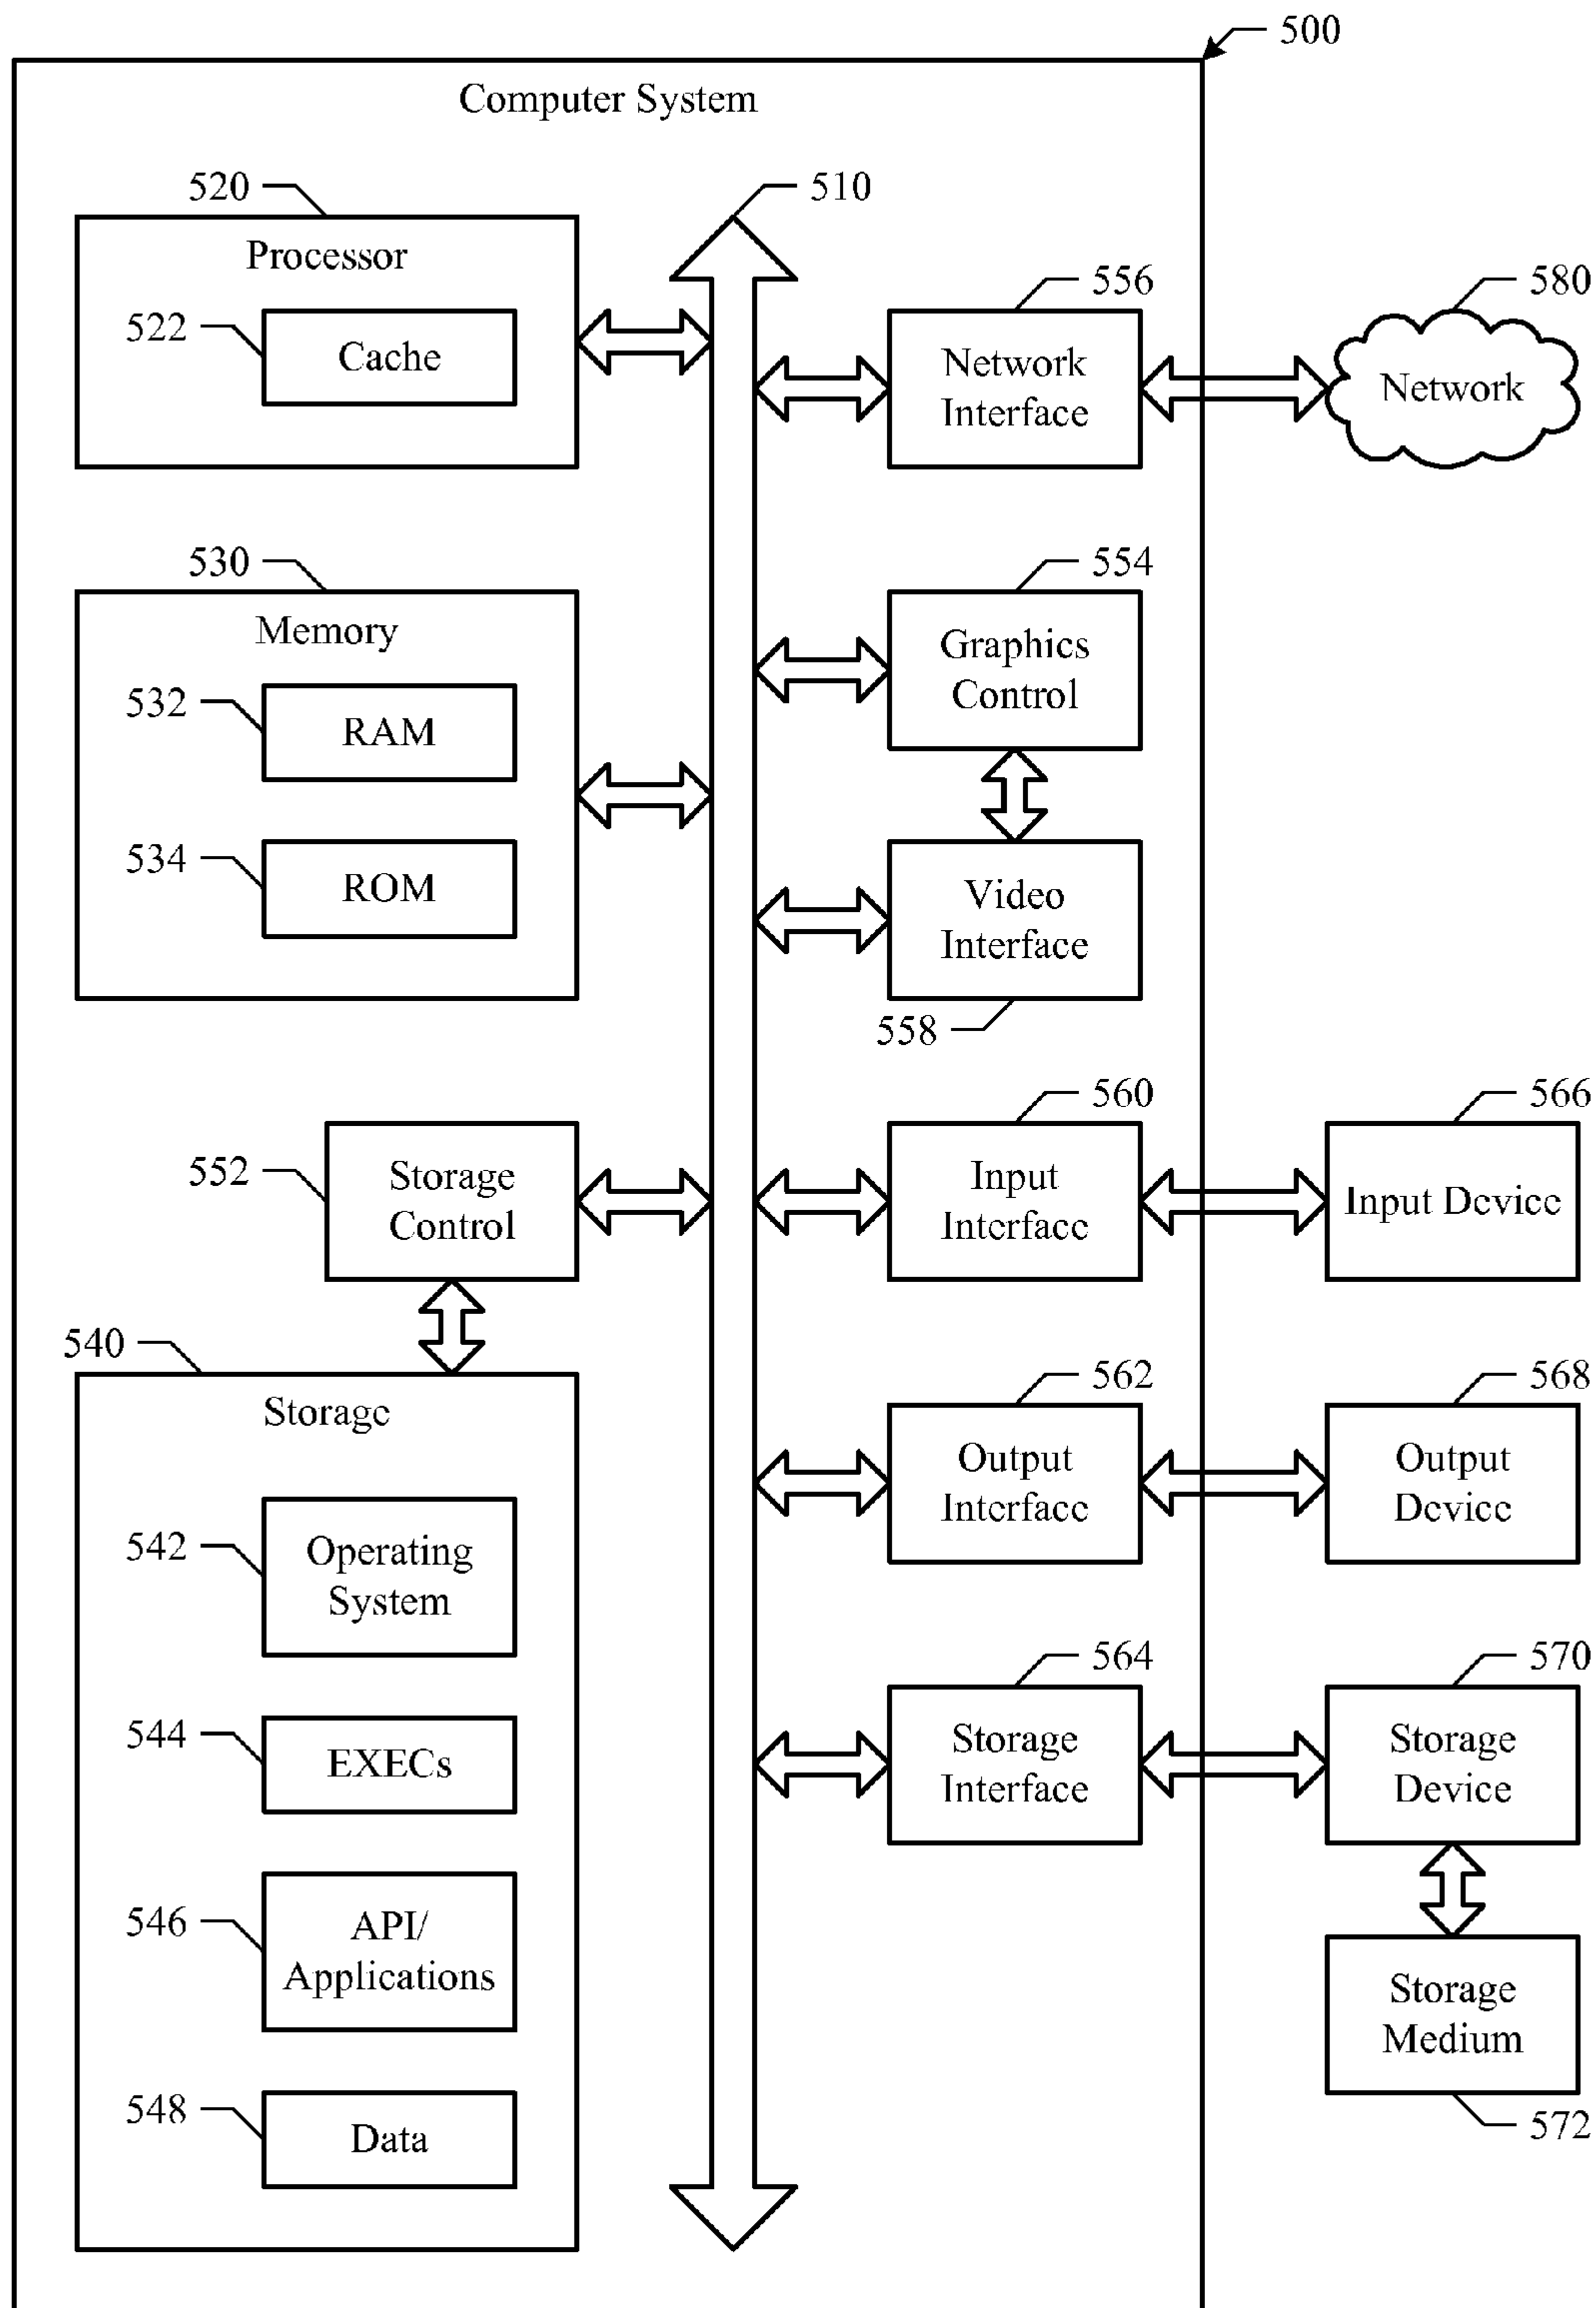 500
Computer System
520
510
Processor
522
Cache
556
580
Network
Interface
Network
530
554
Memory
532
RAM
534
ROM
Graphics
Control
Video
Interface
558
552
Storage
Control
560
566
Input
Interface
Input Device
540
Storage
562
568
Output
Interface
Output
Device
542
Operating
System
544
EXECs
564
570
Storage
Interface
Storage
Device
546
API/
Applications
Storage
Medium
572
548
Data